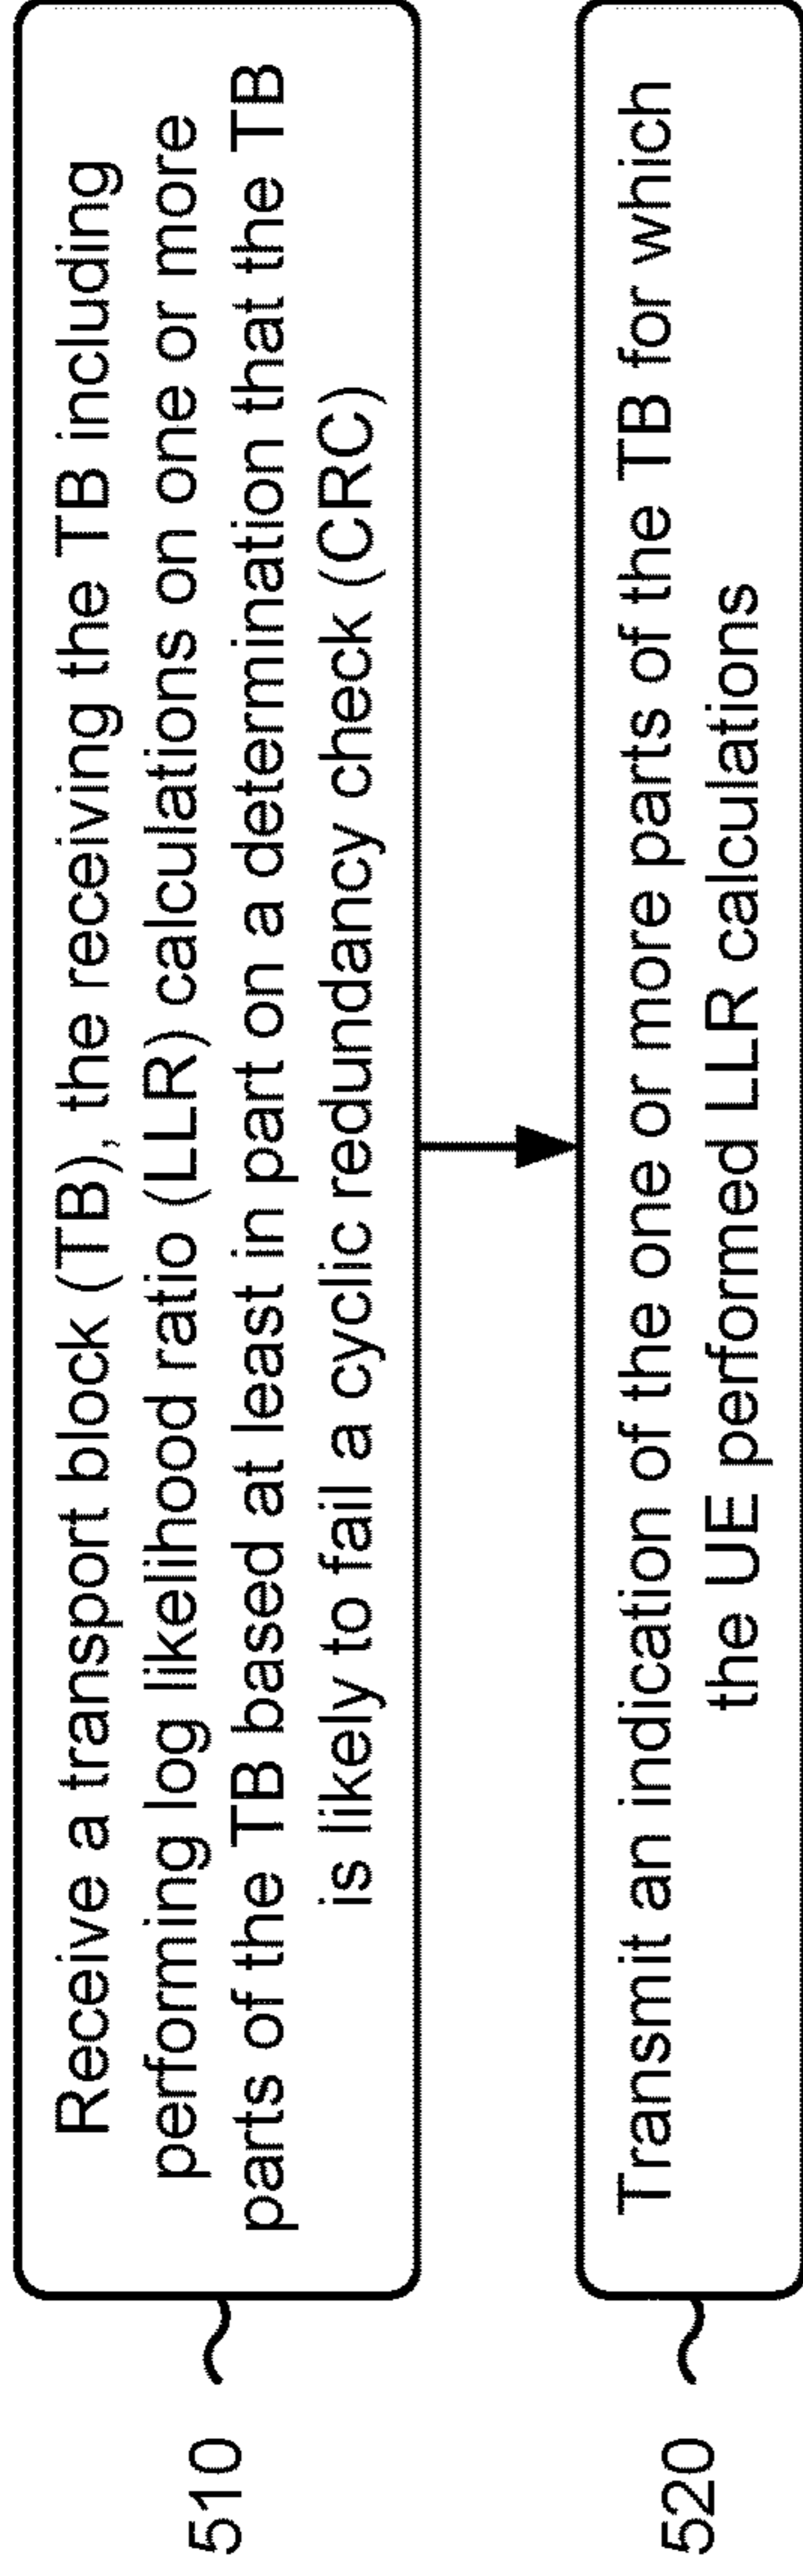 510
Receive a transport block (TB), the receiving the TB including
performing log likelihood ratio (LLR) calculations on one or more
parts of the TB based at least in part on a determination that the TB
is likely to fail a cyclic redundancy check (CRC)
520
Transmit an indication of the one or more parts of the TB for which
the UE performed LLR calculations